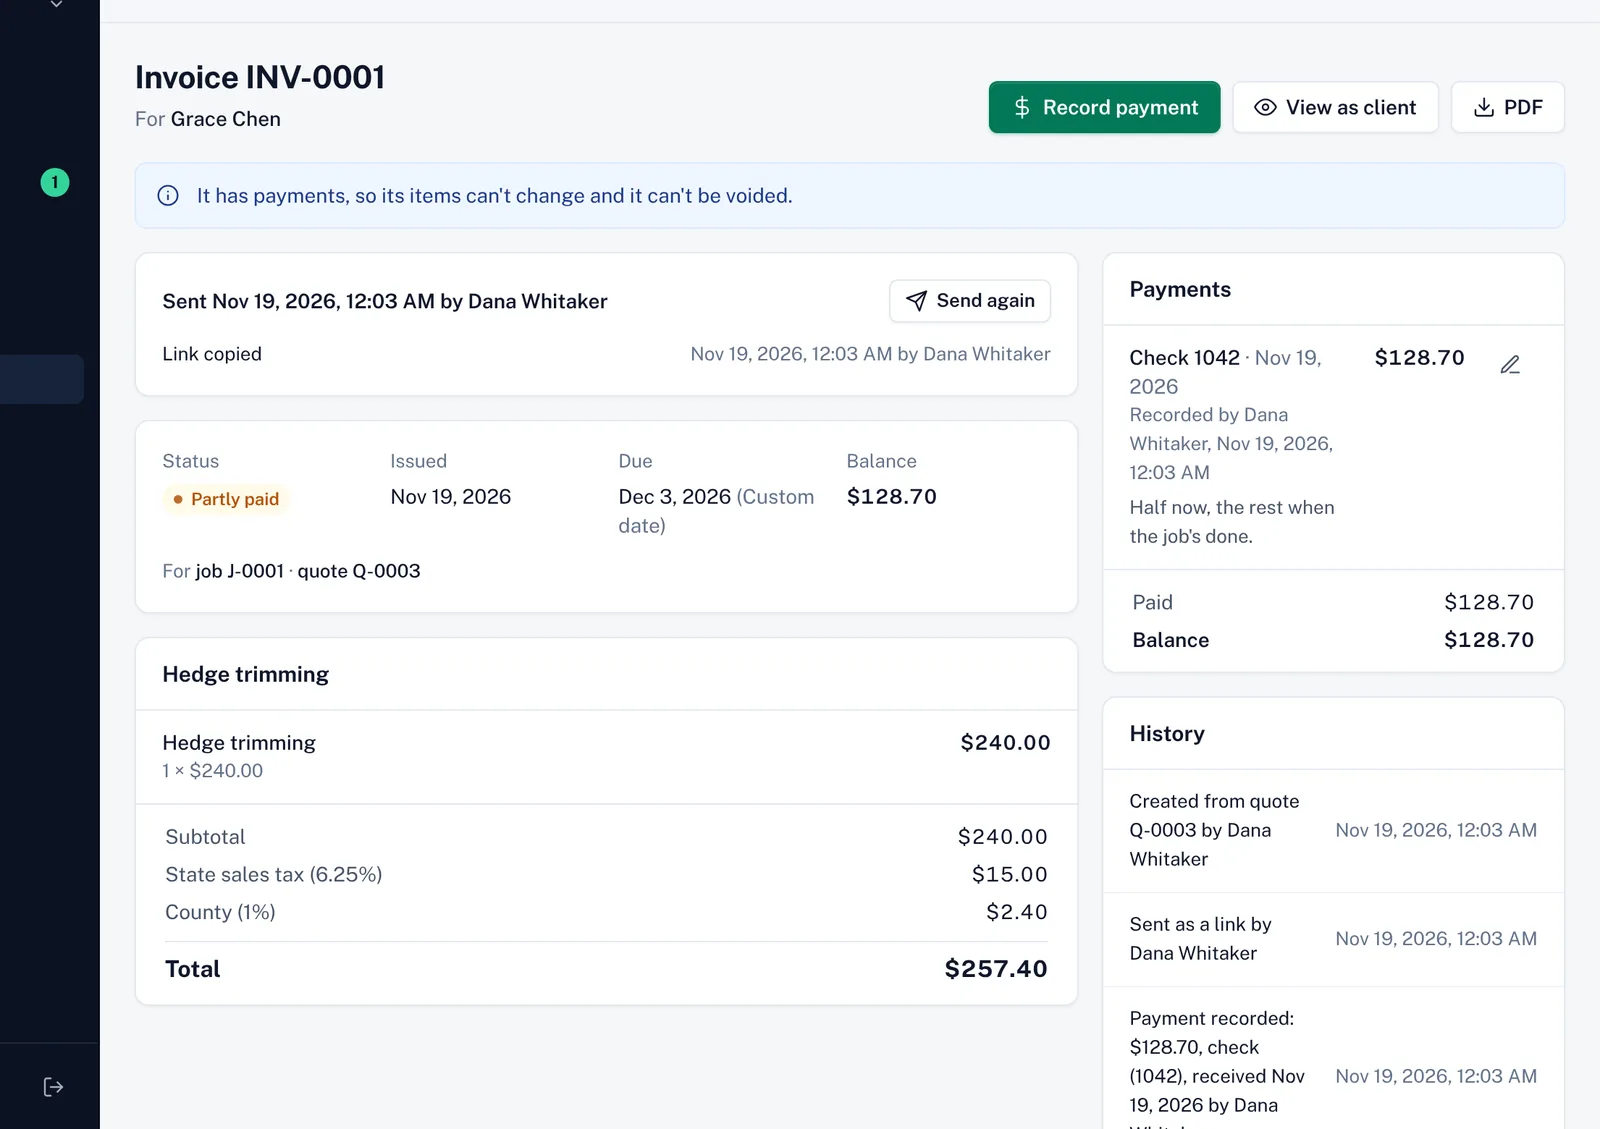 Invoice INV-0001
For Grace Chen
Record payment
View as client
PDF
1
It has payments, so its items can't change and it can't be voided.
Sent Nov 19, 2026, 12:03 AM by Dana Whitaker
Send again
Link copied
Nov 19, 2026, 12:03 AM by Dana Whitaker
Status
Partly paid
Issued
Nov 19, 2026
Due
Dec 3, 2026 (Custom
date)
Balance
$128.70
For job J-0001 · quote Q-0003
Hedge trimming
Hedge trimming
$240.00
1 × $240.00
Subtotal
$240.00
State sales tax (6.25%)
$15.00
County (1%)
$2.40
Total
$257.40
Payments
Check 1042 · Nov 19,
2026
$128.70
Recorded by Dana
Whitaker, Nov 19, 2026,
12:03 AM
Half now, the rest when
the job's done.
Paid
$128.70
Balance
$128.70
History
Created from quote
Q-0003 by Dana
Whitaker
Nov 19, 2026, 12:03 AM
Sent as a link by
Dana Whitaker
Nov 19, 2026, 12:03 AM
Payment recorded:
$128.70, check
(1042), received Nov
19, 2026 by Dana
Nov 19, 2026, 12:03 AM